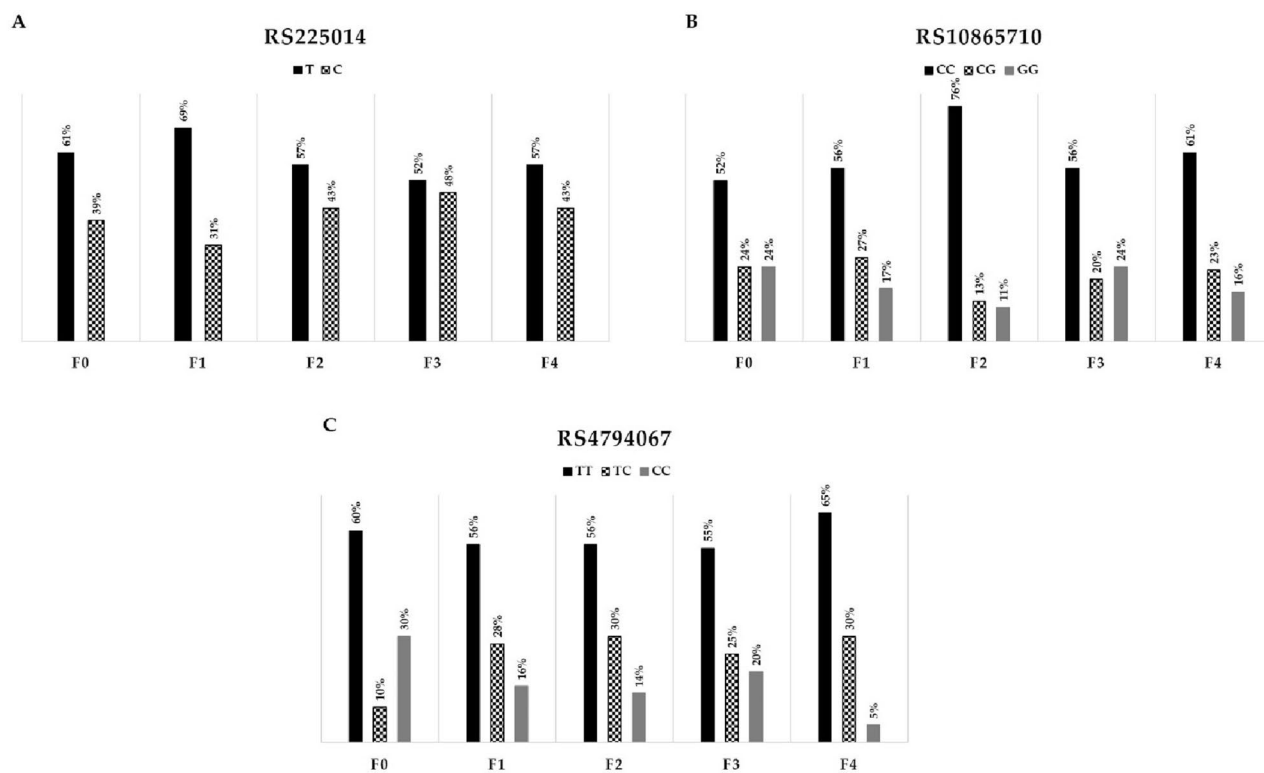 A
RS225014
T C
61% 39% 69% 31% 57% 43% 52% 48% 57% 43%
F0 F1 F2 F3 F4
B
RS10865710
CC CG GG
52% 24% 24% 56% 27% 17% 76% 13% 11% 56% 20% 24% 61% 23% 16%
F0 F1 F2 F3 F4
C
RS4794067
TT TC CC
60% 10% 30% 56% 28% 16% 56% 30% 14% 55% 25% 20% 65% 30% 5%
F0 F1 F2 F3 F4